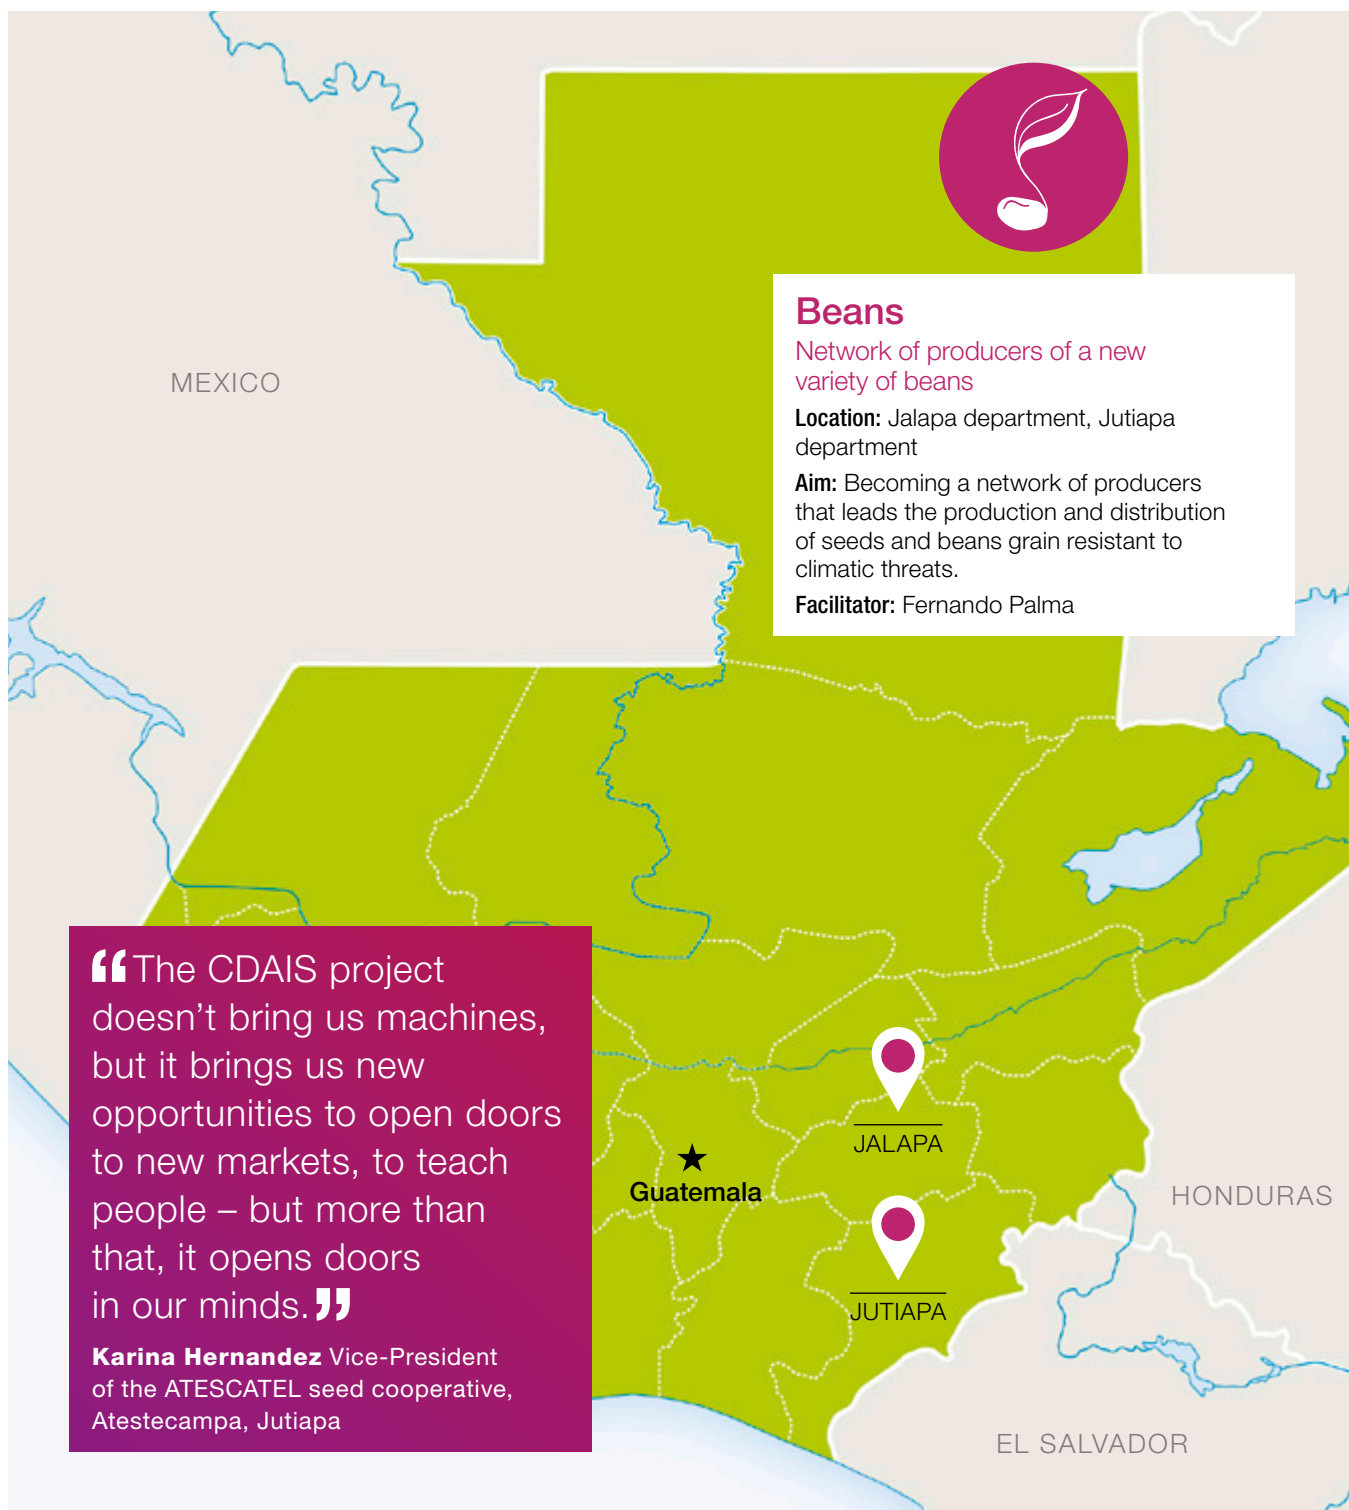 MEXICO
Beans
Network of producers of a new
variety of beans
Location: Jalapa department, Jutiapa
department
Aim: Becoming a network of producers
that leads the production and distribution
of seeds and beans grain resistant to
climatic threats.
Facilitator: Fernando Palma
“The CDAIS project
doesn’t bring us machines,
but it brings us new
opportunities to open doors
to new markets, to teach
people – but more than
that, it opens doors
in our minds.”
Karina Hernandez Vice-President
of the ATESCATEL seed cooperative,
Atestecampa, Jutiapa
JALAPA
Guatemala
HONDURAS
JUTIAPA
EL SALVADOR